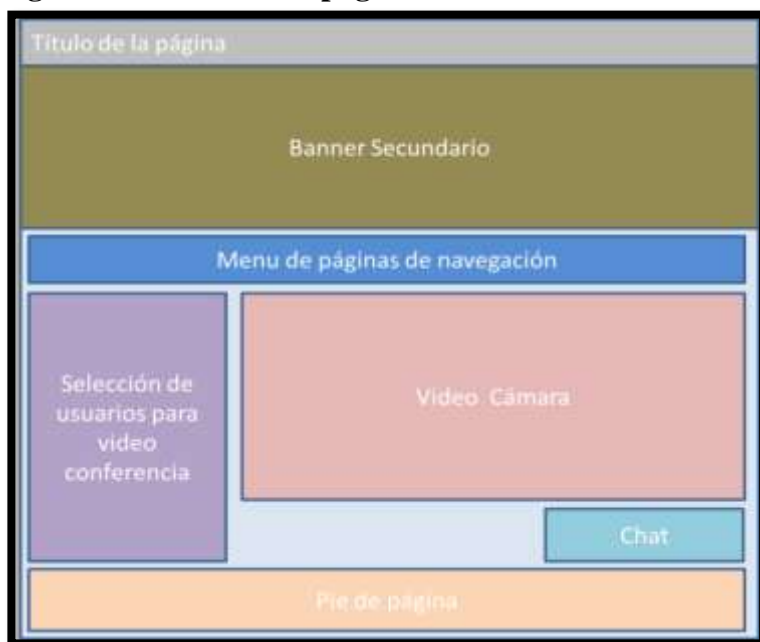 Título de la página
Banner Secundario
Menu de páginas de navegación
Selección de
usuarios para
video
conferencia
Video Cámara
Chat
Pie de página